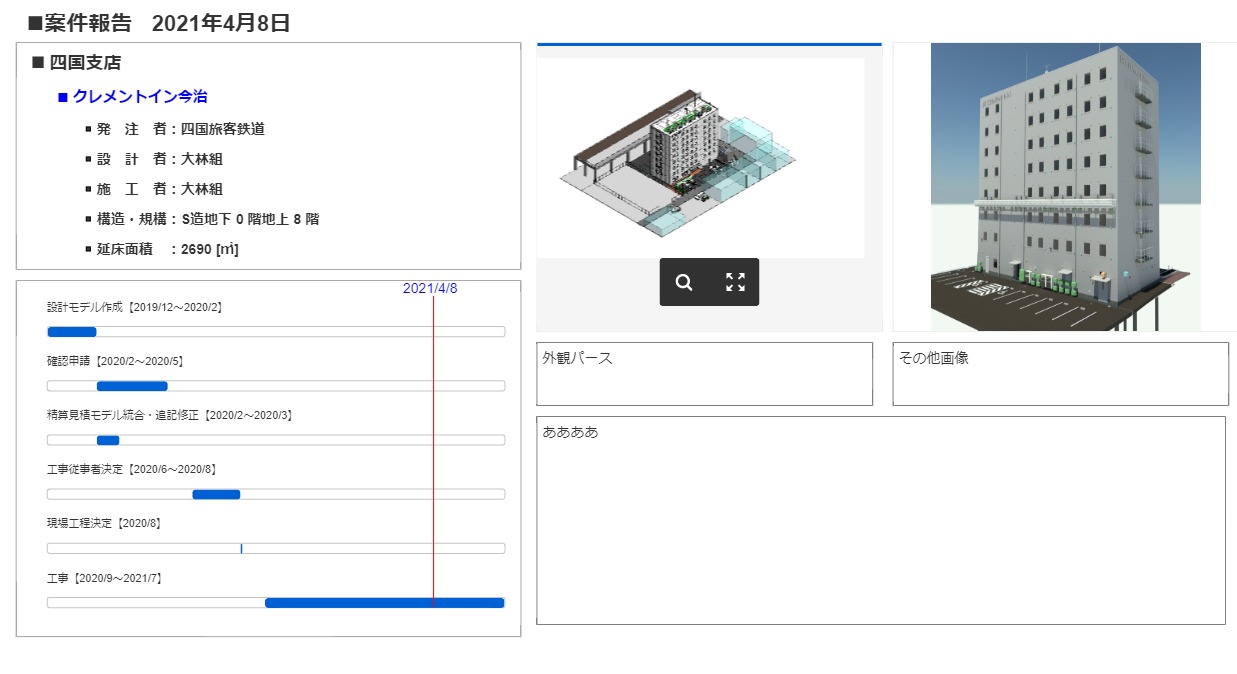 ■案件報告 2021年4月8日
■ 四国支店
■ クレメントイン今治
▪ 発 注 者：四国旅客鉄道
▪ 設 計 者：大林組
▪ 施 工 者：大林組
▪ 構造・規構：S造地下 0 階地上 8 階
▪ 延床面積 ：2690 [㎡]
2021/4/8
設計モデル作成【2019/12～2020/2】
確認申請【2020/2～2020/5】
精算見積モデル統合・追記修正【2020/2～2020/3】
工事従事者決定【2020/6～2020/8】
現場工程決定【2020/8】
工事【2020/9～2021/7】
外観パース
その他画像
ああああ